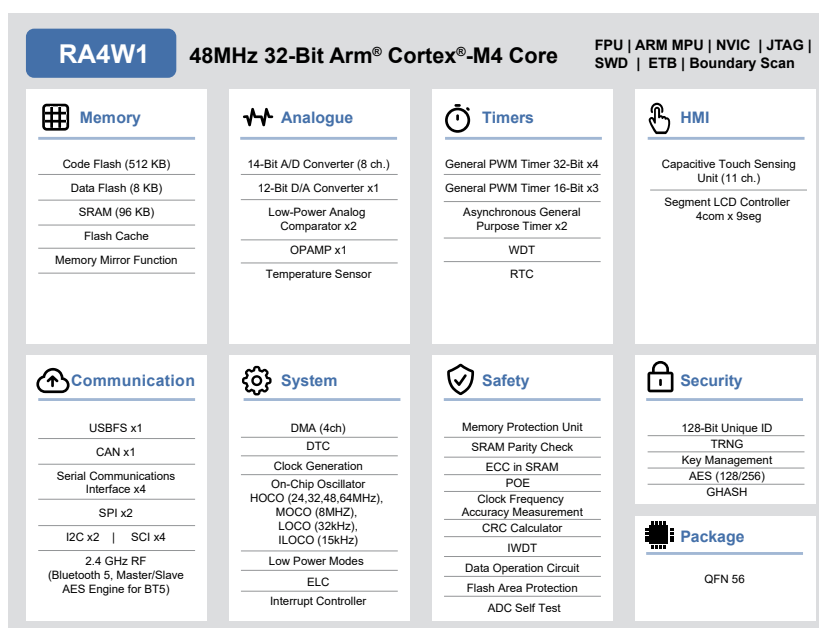 RA4W1
48MHz 32-Bit Arm® Cortex®-M4 Core
FPU | ARM MPU | NVIC | JTAG |
SWD | ETB | Boundary Scan
Memory
Code Flash (512 KB)
Data Flash (8 KB)
SRAM (96 KB)
Flash Cache
Memory Mirror Function
Analogue
14-Bit A/D Converter (8 ch.)
12-Bit D/A Converter x1
Low-Power Analog
Comparator x2
OPAMP x1
Temperature Sensor
Timers
General PWM Timer 32-Bit x4
General PWM Timer 16-Bit x3
Asynchronous General
Purpose Timer x2
WDT
RTC
HMI
Capacitive Touch Sensing
Unit (11 ch.)
Segment LCD Controller
4com x 9seg
Communication
USBFS x1
CAN x1
Serial Communications
Interface x4
SPI x2
I2C x2 | SCI x4
2.4 GHz RF
(Bluetooth 5, Master/Slave
AES Engine for BT5)
System
DMA (4ch)
DTC
Clock Generation
On-Chip Oscillator
HOCO (24,32,48,64MHz),
MOCO (8MHZ),
LOCO (32kHz),
ILOCO (15kHz)
Low Power Modes
ELC
Interrupt Controller
Safety
Memory Protection Unit
SRAM Parity Check
ECC in SRAM
POE
Clock Frequency
Accuracy Measurement
CRC Calculator
IWDT
Data Operation Circuit
Flash Area Protection
ADC Self Test
Security
128-Bit Unique ID
TRNG
Key Management
AES (128/256)
GHASH
Package
QFN 56